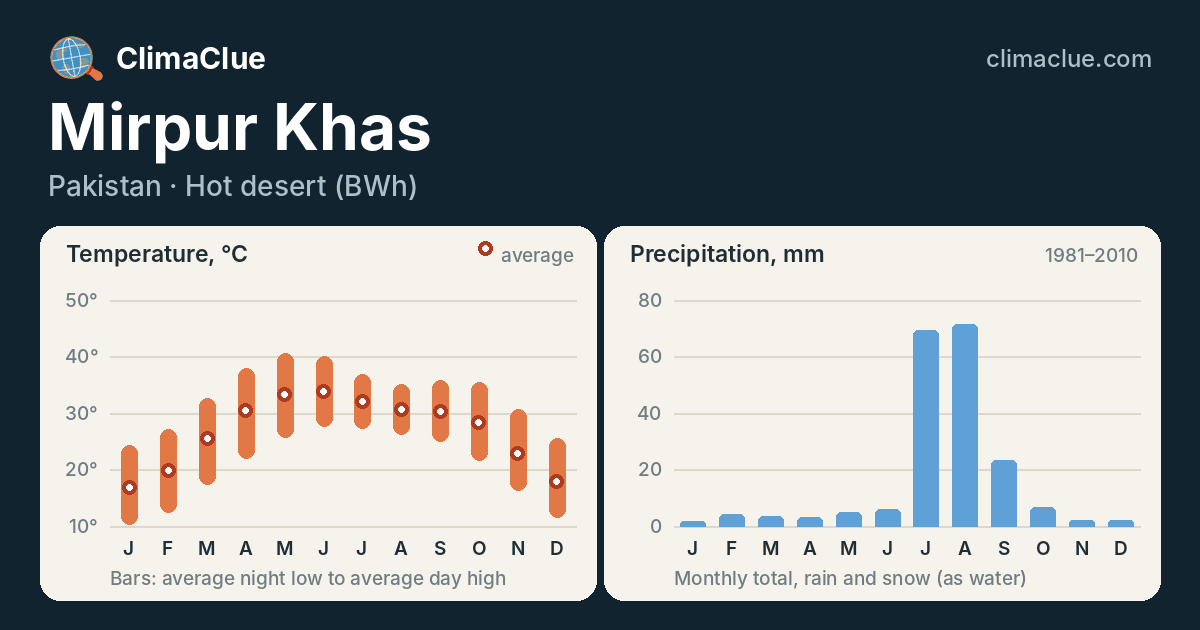 ClimaClue
climaclue.com
Mirpur Khas
Pakistan · Hot desert (BWh)
Temperature, °C
average
50°
40°
30°
20°
10°
J F M A M J J A S O N D
Bars: average night low to average day high
Precipitation, mm
1981–2010
80
60
40
20
0
J F M A M J J A S O N D
Monthly total, rain and snow (as water)